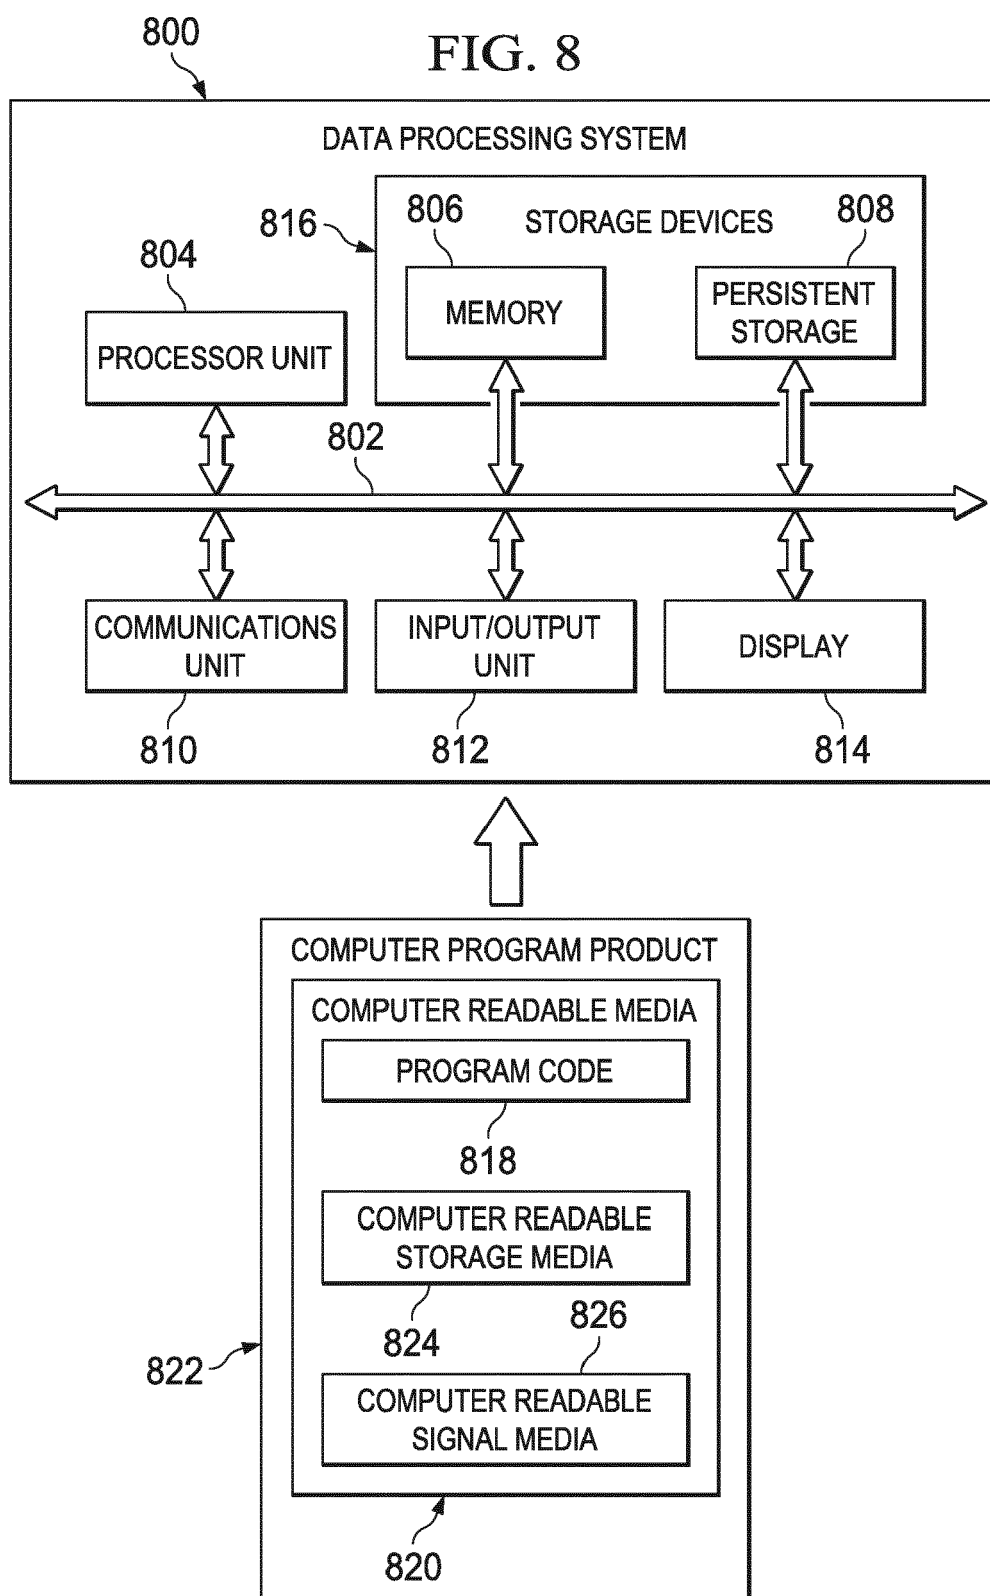 800
FIG. 8
DATA PROCESSING SYSTEM
816
806
STORAGE DEVICES
808
804
MEMORY
PERSISTENT
STORAGE
PROCESSOR UNIT
802
COMMUNICATIONS
UNIT
INPUT/OUTPUT
UNIT
DISPLAY
810
812
814
COMPUTER PROGRAM PRODUCT
COMPUTER READABLE MEDIA
PROGRAM CODE
818
COMPUTER READABLE
STORAGE MEDIA
824
826
822
COMPUTER READABLE
SIGNAL MEDIA
820